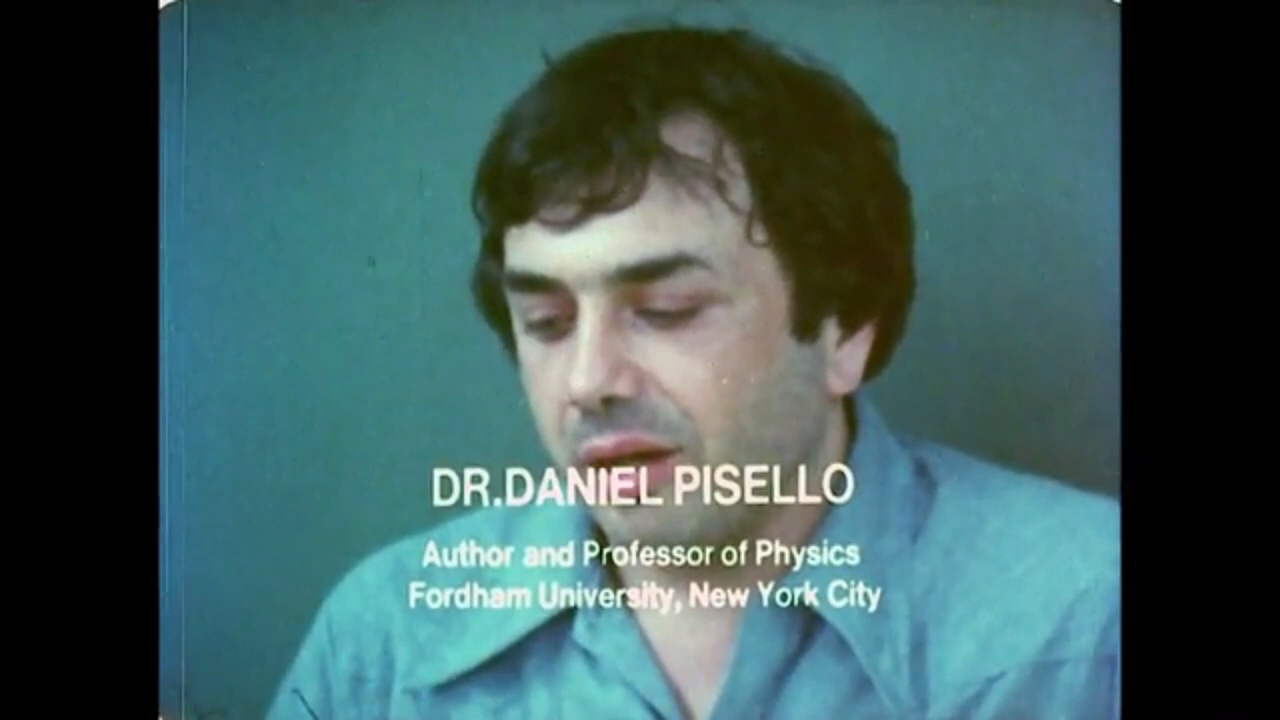 DR.DANIEL PISELLO
Author and Professor of Physics
Fordham University, New York City